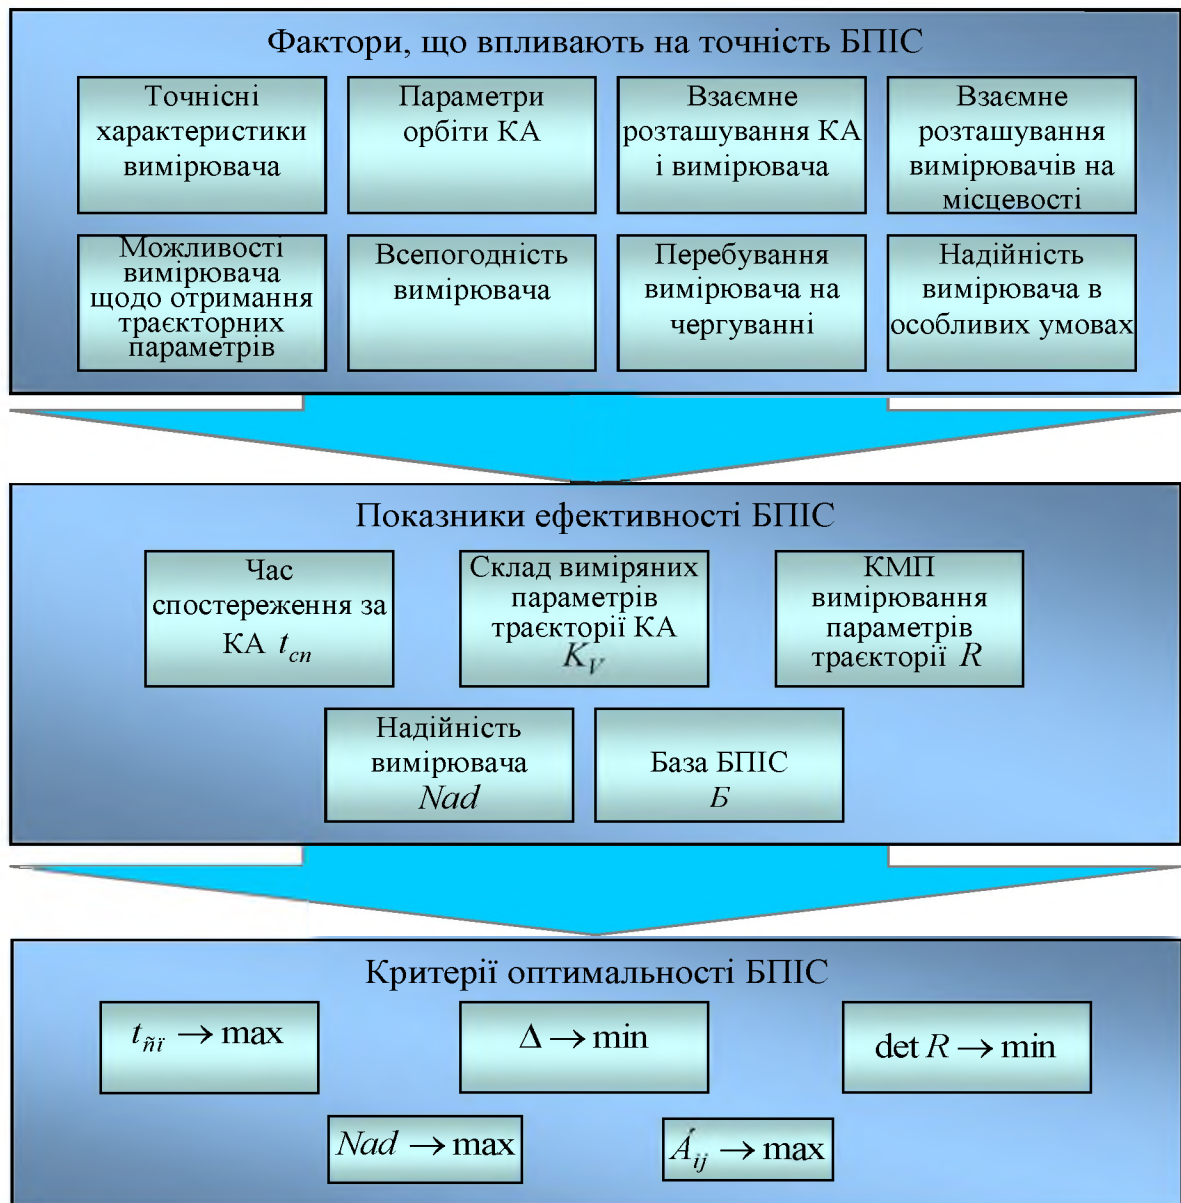 Фактори, що впливають на точність БПІС
Точнісні
характеристики
вимірювача
Параметри
орбіти КА
Взаємне
розташування КА
і вимірювача
Взаємне
розташування
вимірювачів на
місцевості
Можливості
вимірювача
щодо отримання
траєкторних
параметрів
Всепогодність
вимірювача
Перебування
вимірювача на
чергуванні
Надійність
вимірювача в
особливих умовах
Показники ефективності БПІС
Час
спостереження за
КА t_сп
Склад виміряних
параметрів
траєкторії КА
K_V
КМП
вимірювання
параметрів
траєкторії R
Надійність
вимірювача
Nad
База БПІС
Б
Критерії оптимальності БПІС
t_ñï → max
Δ → min
det R → min
Nad → max
Á_ij → max